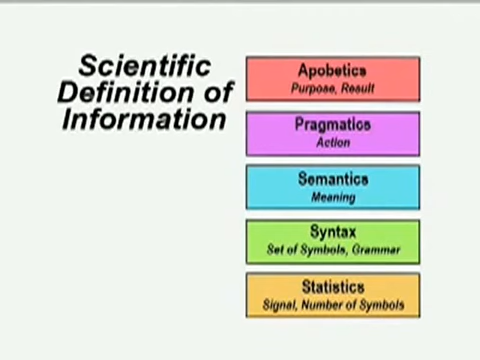 Scientific
Definition of
Information
Apobetics
Purpose, Result
Pragmatics
Action
Semantics
Meaning
Syntax
Set of Symbols, Grammar
Statistics
Signal, Number of Symbols